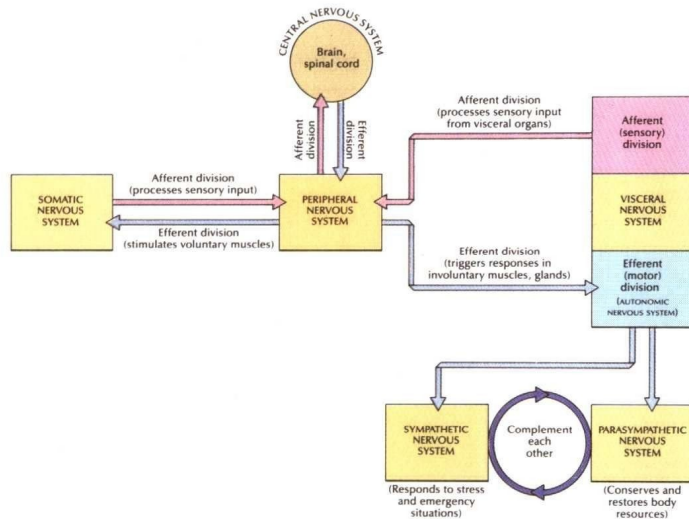 CENTRAL NERVOUS SYSTEM
Brain,
spinal cord
Afferent
division
Efferent
division
Afferent division
(processes sensory input
from visceral organs)
Afferent
(sensory)
division
Afferent division
(processes sensory input)
SOMATIC
NERVOUS
SYSTEM
PERIPHERAL
NERVOUS
SYSTEM
VISCERAL
NERVOUS
SYSTEM
Efferent division
(stimulates voluntary muscles)
Efferent division
(triggers responses in
involuntary muscles, glands)
Efferent
(motor)
division
(AUTONOMIC
NERVOUS SYSTEM)
SYMPATHETIC
NERVOUS
SYSTEM
Complement
each
other
PARASYMPATHETIC
NERVOUS
SYSTEM
(Responds to stress
and emergency
situations)
(Conserves and
restores body
resources)